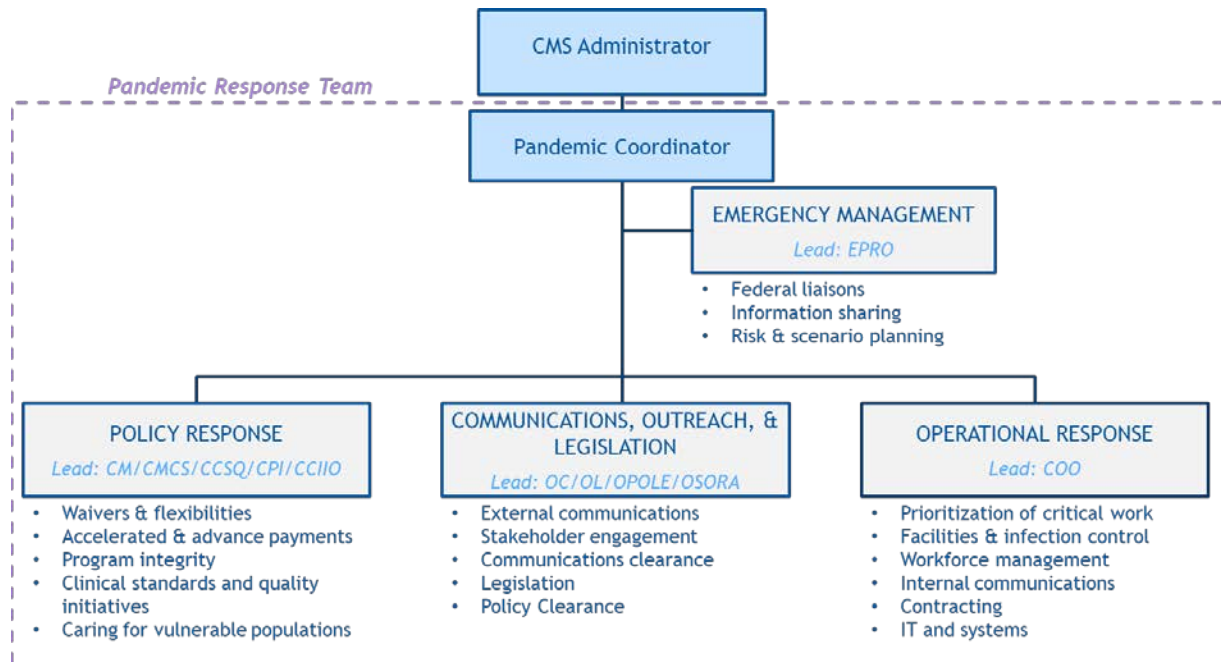 CMS Administrator
Pandemic Response Team
Pandemic Coordinator
EMERGENCY MANAGEMENT
Lead: EPRO
• Federal liaisons
• Information sharing
• Risk & scenario planning
POLICY RESPONSE
Lead: CM/CMCS/CCSQ/CPI/CCIIO
• Waivers & flexibilities
• Accelerated & advance payments
• Program integrity
• Clinical standards and quality
initiatives
• Caring for vulnerable populations
COMMUNICATIONS, OUTREACH, &
LEGISLATION
Lead: OC/OL/OPOLE/OSORA
• External communications
• Stakeholder engagement
• Communications clearance
• Legislation
• Policy Clearance
OPERATIONAL RESPONSE
Lead: COO
• Prioritization of critical work
• Facilities & infection control
• Workforce management
• Internal communications
• Contracting
• IT and systems